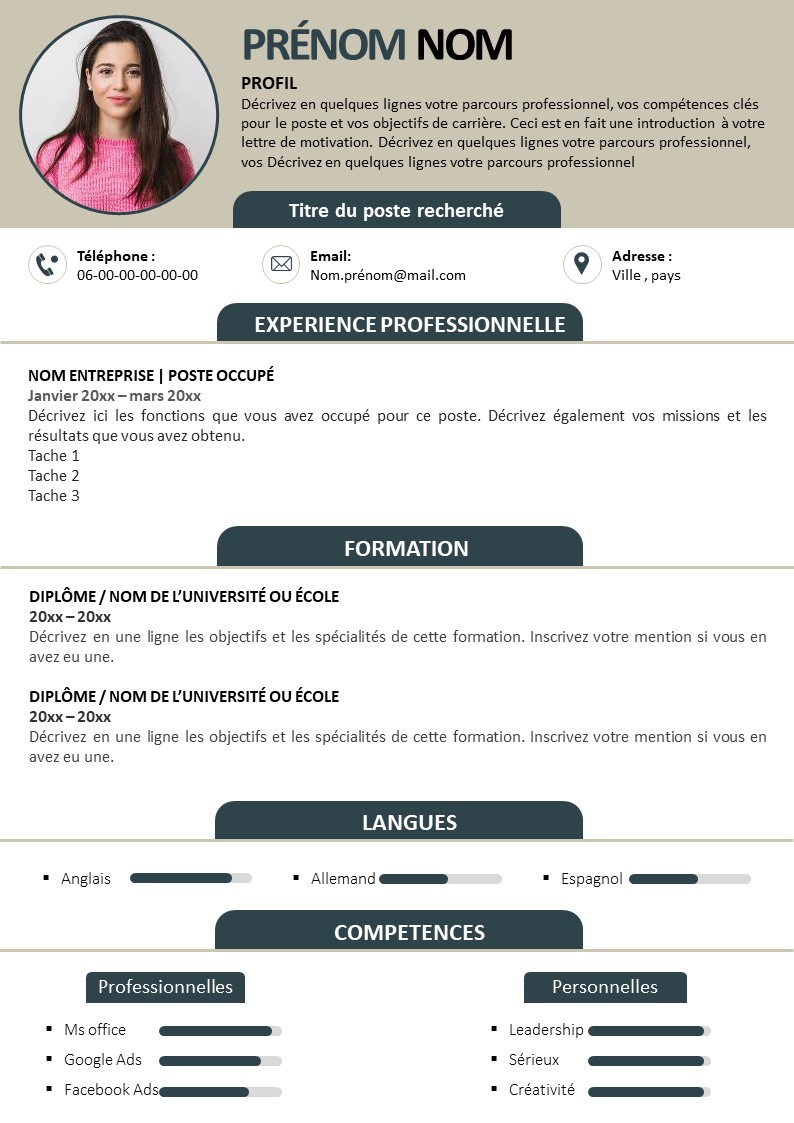 PRÉNOM NOM
PROFIL
Décrivez en quelques lignes votre parcours professionnel, vos compétences clés
pour le poste et vos objectifs de carrière. Ceci est en fait une introduction à votre
lettre de motivation. Décrivez en quelques lignes votre parcours professionnel,
vos Décrivez en quelques lignes votre parcours professionnel
Titre du poste recherché
Téléphone :
06-00-00-00-00-00
Email:
Nom.prénom@mail.com
Adresse :
Ville , pays
EXPERIENCE PROFESSIONNELLE
NOM ENTREPRISE | POSTE OCCUPÉ
Janvier 20xx – mars 20xx
Décrivez ici les fonctions que vous avez occupé pour ce poste. Décrivez également vos missions et les
résultats que vous avez obtenu.
Tache 1
Tache 2
Tache 3
FORMATION
DIPLÔME / NOM DE L’UNIVERSITÉ OU ÉCOLE
20xx – 20xx
Décrivez en une ligne les objectifs et les spécialités de cette formation. Inscrivez votre mention si vous en
avez eu une.
DIPLÔME / NOM DE L’UNIVERSITÉ OU ÉCOLE
20xx – 20xx
Décrivez en une ligne les objectifs et les spécialités de cette formation. Inscrivez votre mention si vous en
avez eu une.
LANGUES
▪ Anglais
▪ Allemand
▪ Espagnol
COMPETENCES
Professionnelles
▪ Ms office
▪ Google Ads
▪ Facebook Ads
Personnelles
▪ Leadership
▪ Sérieux
▪ Créativité